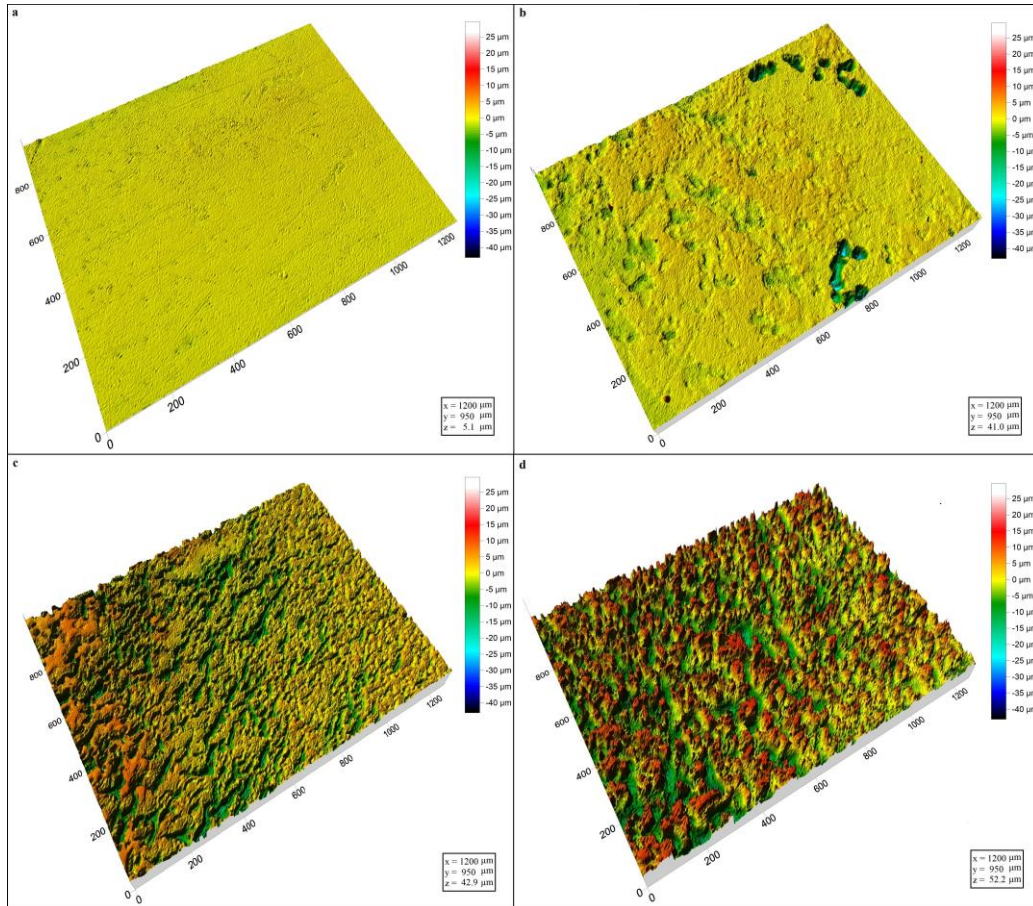 a
25 µm
20 µm
15 µm
10 µm
5 µm
0 µm
-5 µm
-10 µm
-15 µm
-20 µm
-25 µm
-30 µm
-35 µm
-40 µm
800
600
400
200
0
0
200
400
600
800
1000
1200
x = 1200 µm
y = 950 µm
z = 5.1 µm
b
25 µm
20 µm
15 µm
10 µm
5 µm
0 µm
-5 µm
-10 µm
-15 µm
-20 µm
-25 µm
-30 µm
-35 µm
-40 µm
800
600
400
200
0
0
200
400
600
800
1000
1200
x = 1200 µm
y = 950 µm
z = 41.0 µm
c
25 µm
20 µm
15 µm
10 µm
5 µm
0 µm
-5 µm
-10 µm
-15 µm
-20 µm
-25 µm
-30 µm
-35 µm
-40 µm
800
600
400
200
0
0
200
400
600
800
1000
1200
x = 1200 µm
y = 950 µm
z = 42.9 µm
d
25 µm
20 µm
15 µm
10 µm
5 µm
0 µm
-5 µm
-10 µm
-15 µm
-20 µm
-25 µm
-30 µm
-35 µm
-40 µm
800
600
400
200
0
0
200
400
600
800
1000
1200
x = 1200 µm
y = 950 µm
z = 52.2 µm